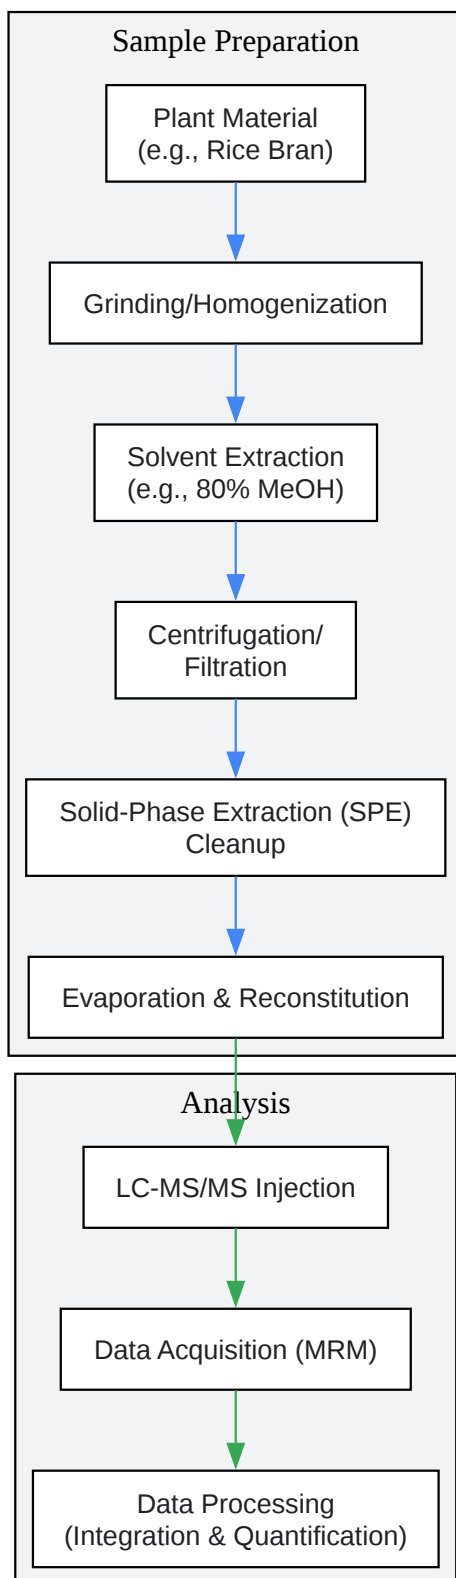 Sample Preparation
Plant Material
(e.g., Rice Bran)
Grinding/Homogenization
Solvent Extraction
(e.g., 80% MeOH)
Centrifugation/
Filtration
Solid-Phase Extraction (SPE)
Cleanup
Evaporation & Reconstitution
Analysis
LC-MS/MS Injection
Data Acquisition (MRM)
Data Processing
(Integration & Quantification)